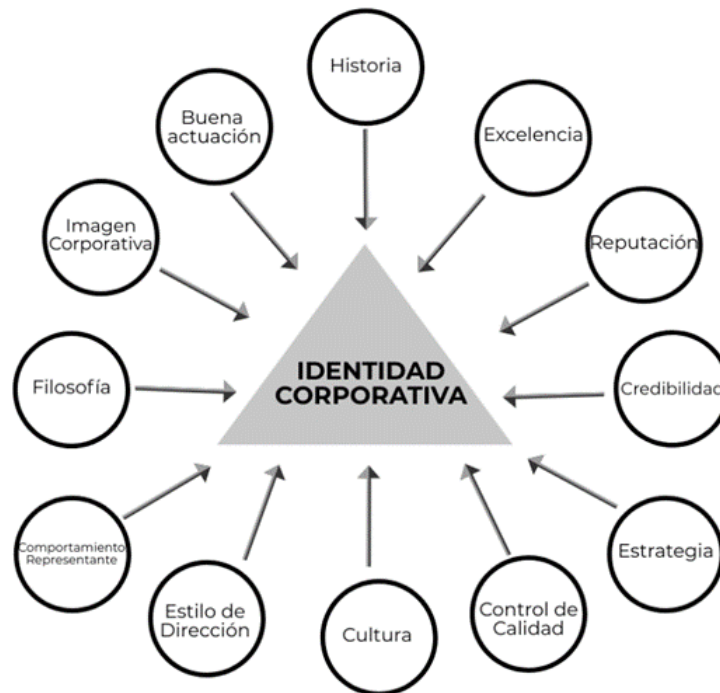 Historia
Buena
actuación
Excelencia
Imagen
Corporativa
Reputación
IDENTIDAD
CORPORATIVA
Filosofía
Credibilidad
Comportamiento
Representante
Estrategia
Estilo de
Dirección
Cultura
Control de
Calidad